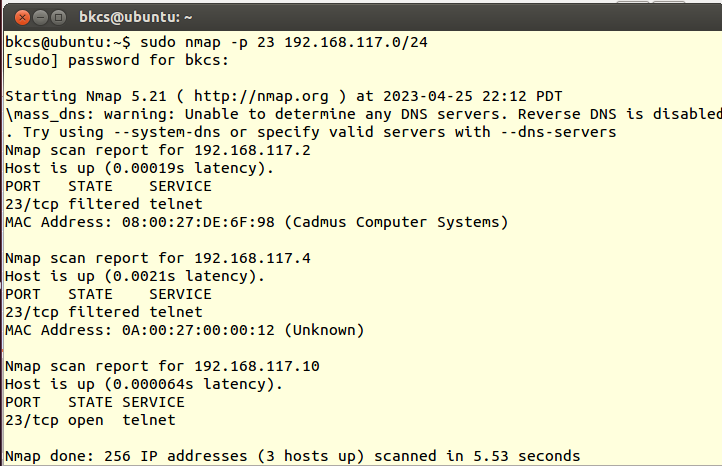 bkcs@ubuntu: ~
bkcs@ubuntu:~$ sudo nmap -p 23 192.168.117.0/24
[sudo] password for bkcs:
Starting Nmap 5.21 ( http://nmap.org ) at 2023-04-25 22:12 PDT
\mass_dns: warning: Unable to determine any DNS servers. Reverse DNS is disabled
. Try using --system-dns or specify valid servers with --dns-servers
Nmap scan report for 192.168.117.2
Host is up (0.00019s latency).
PORT   STATE    SERVICE
23/tcp filtered telnet
MAC Address: 08:00:27:DE:6F:98 (Cadmus Computer Systems)
Nmap scan report for 192.168.117.4
Host is up (0.0021s latency).
PORT   STATE    SERVICE
23/tcp filtered telnet
MAC Address: 0A:00:27:00:00:12 (Unknown)
Nmap scan report for 192.168.117.10
Host is up (0.000064s latency).
PORT   STATE SERVICE
23/tcp open  telnet
Nmap done: 256 IP addresses (3 hosts up) scanned in 5.53 seconds